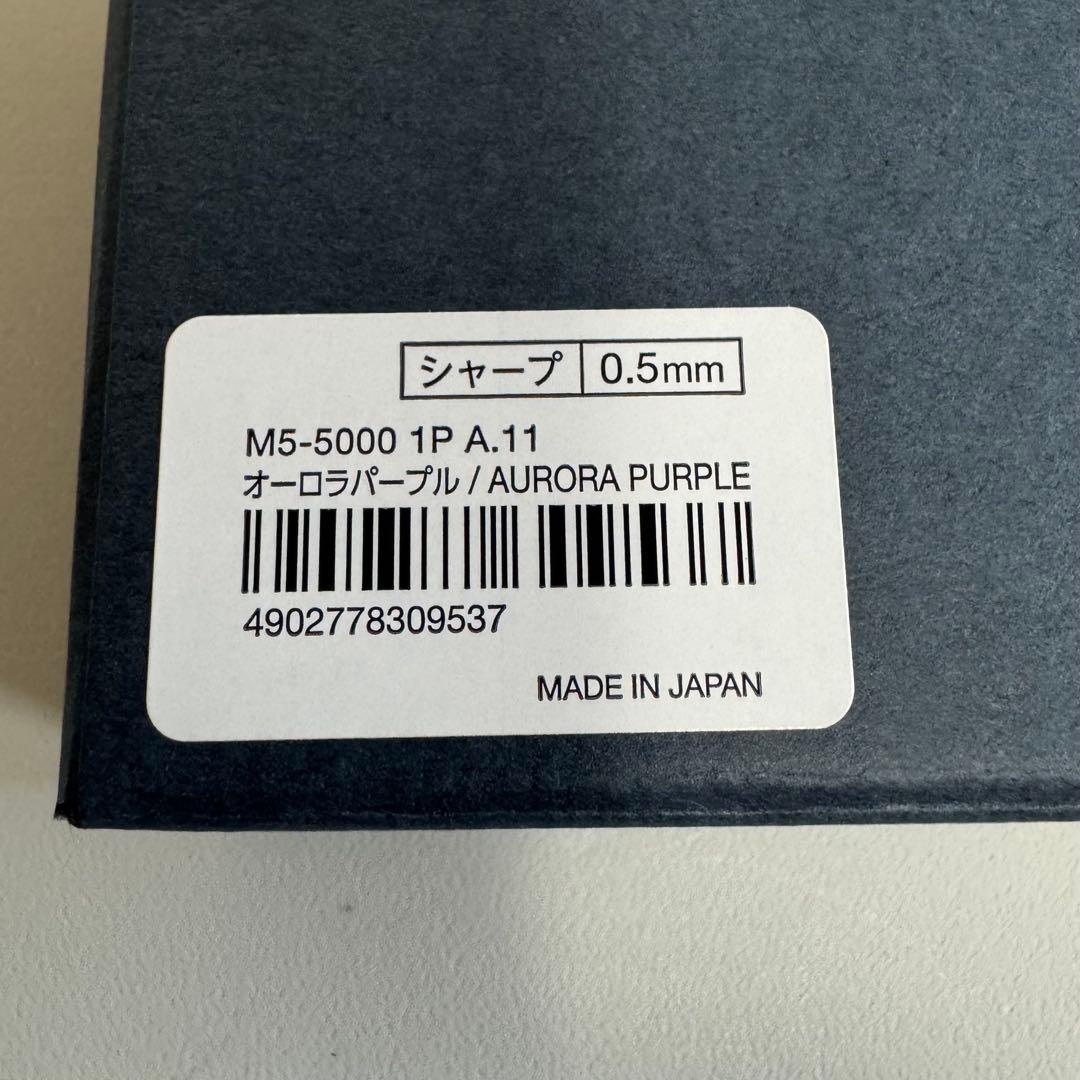 シャープ 0.5mm
M5-5000 1P A.11
オーロラパープル / AURORA PURPLE
4902778309537
MADE IN JAPAN